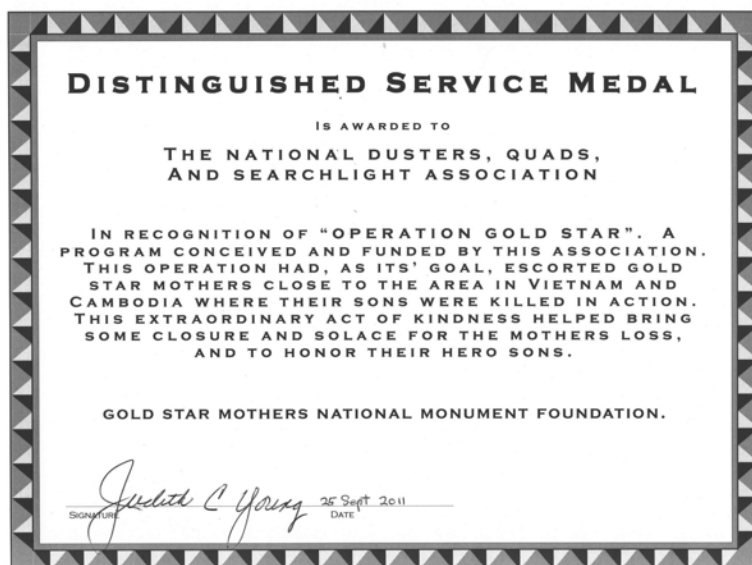 DISTINGUISHED SERVICE MEDAL
IS AWARDED TO
THE NATIONAL DUSTERS, QUADS,
AND SEARCHLIGHT ASSOCIATION
IN RECOGNITION OF “OPERATION GOLD STAR”. A
PROGRAM CONCEIVED AND FUNDED BY THIS ASSOCIATION.
THIS OPERATION HAD, AS ITS’ GOAL, ESCORTED GOLD
STAR MOTHERS CLOSE TO THE AREA IN VIETNAM AND
CAMBODIA WHERE THEIR SONS WERE KILLED IN ACTION.
THIS EXTRAORDINARY ACT OF KINDNESS HELPED BRING
SOME CLOSURE AND SOLACE FOR THE MOTHERS LOSS,
AND TO HONOR THEIR HERO SONS.
GOLD STAR MOTHERS NATIONAL MONUMENT FOUNDATION.
Judith C Young 25 Sept 2011
SIGNATURE DATE